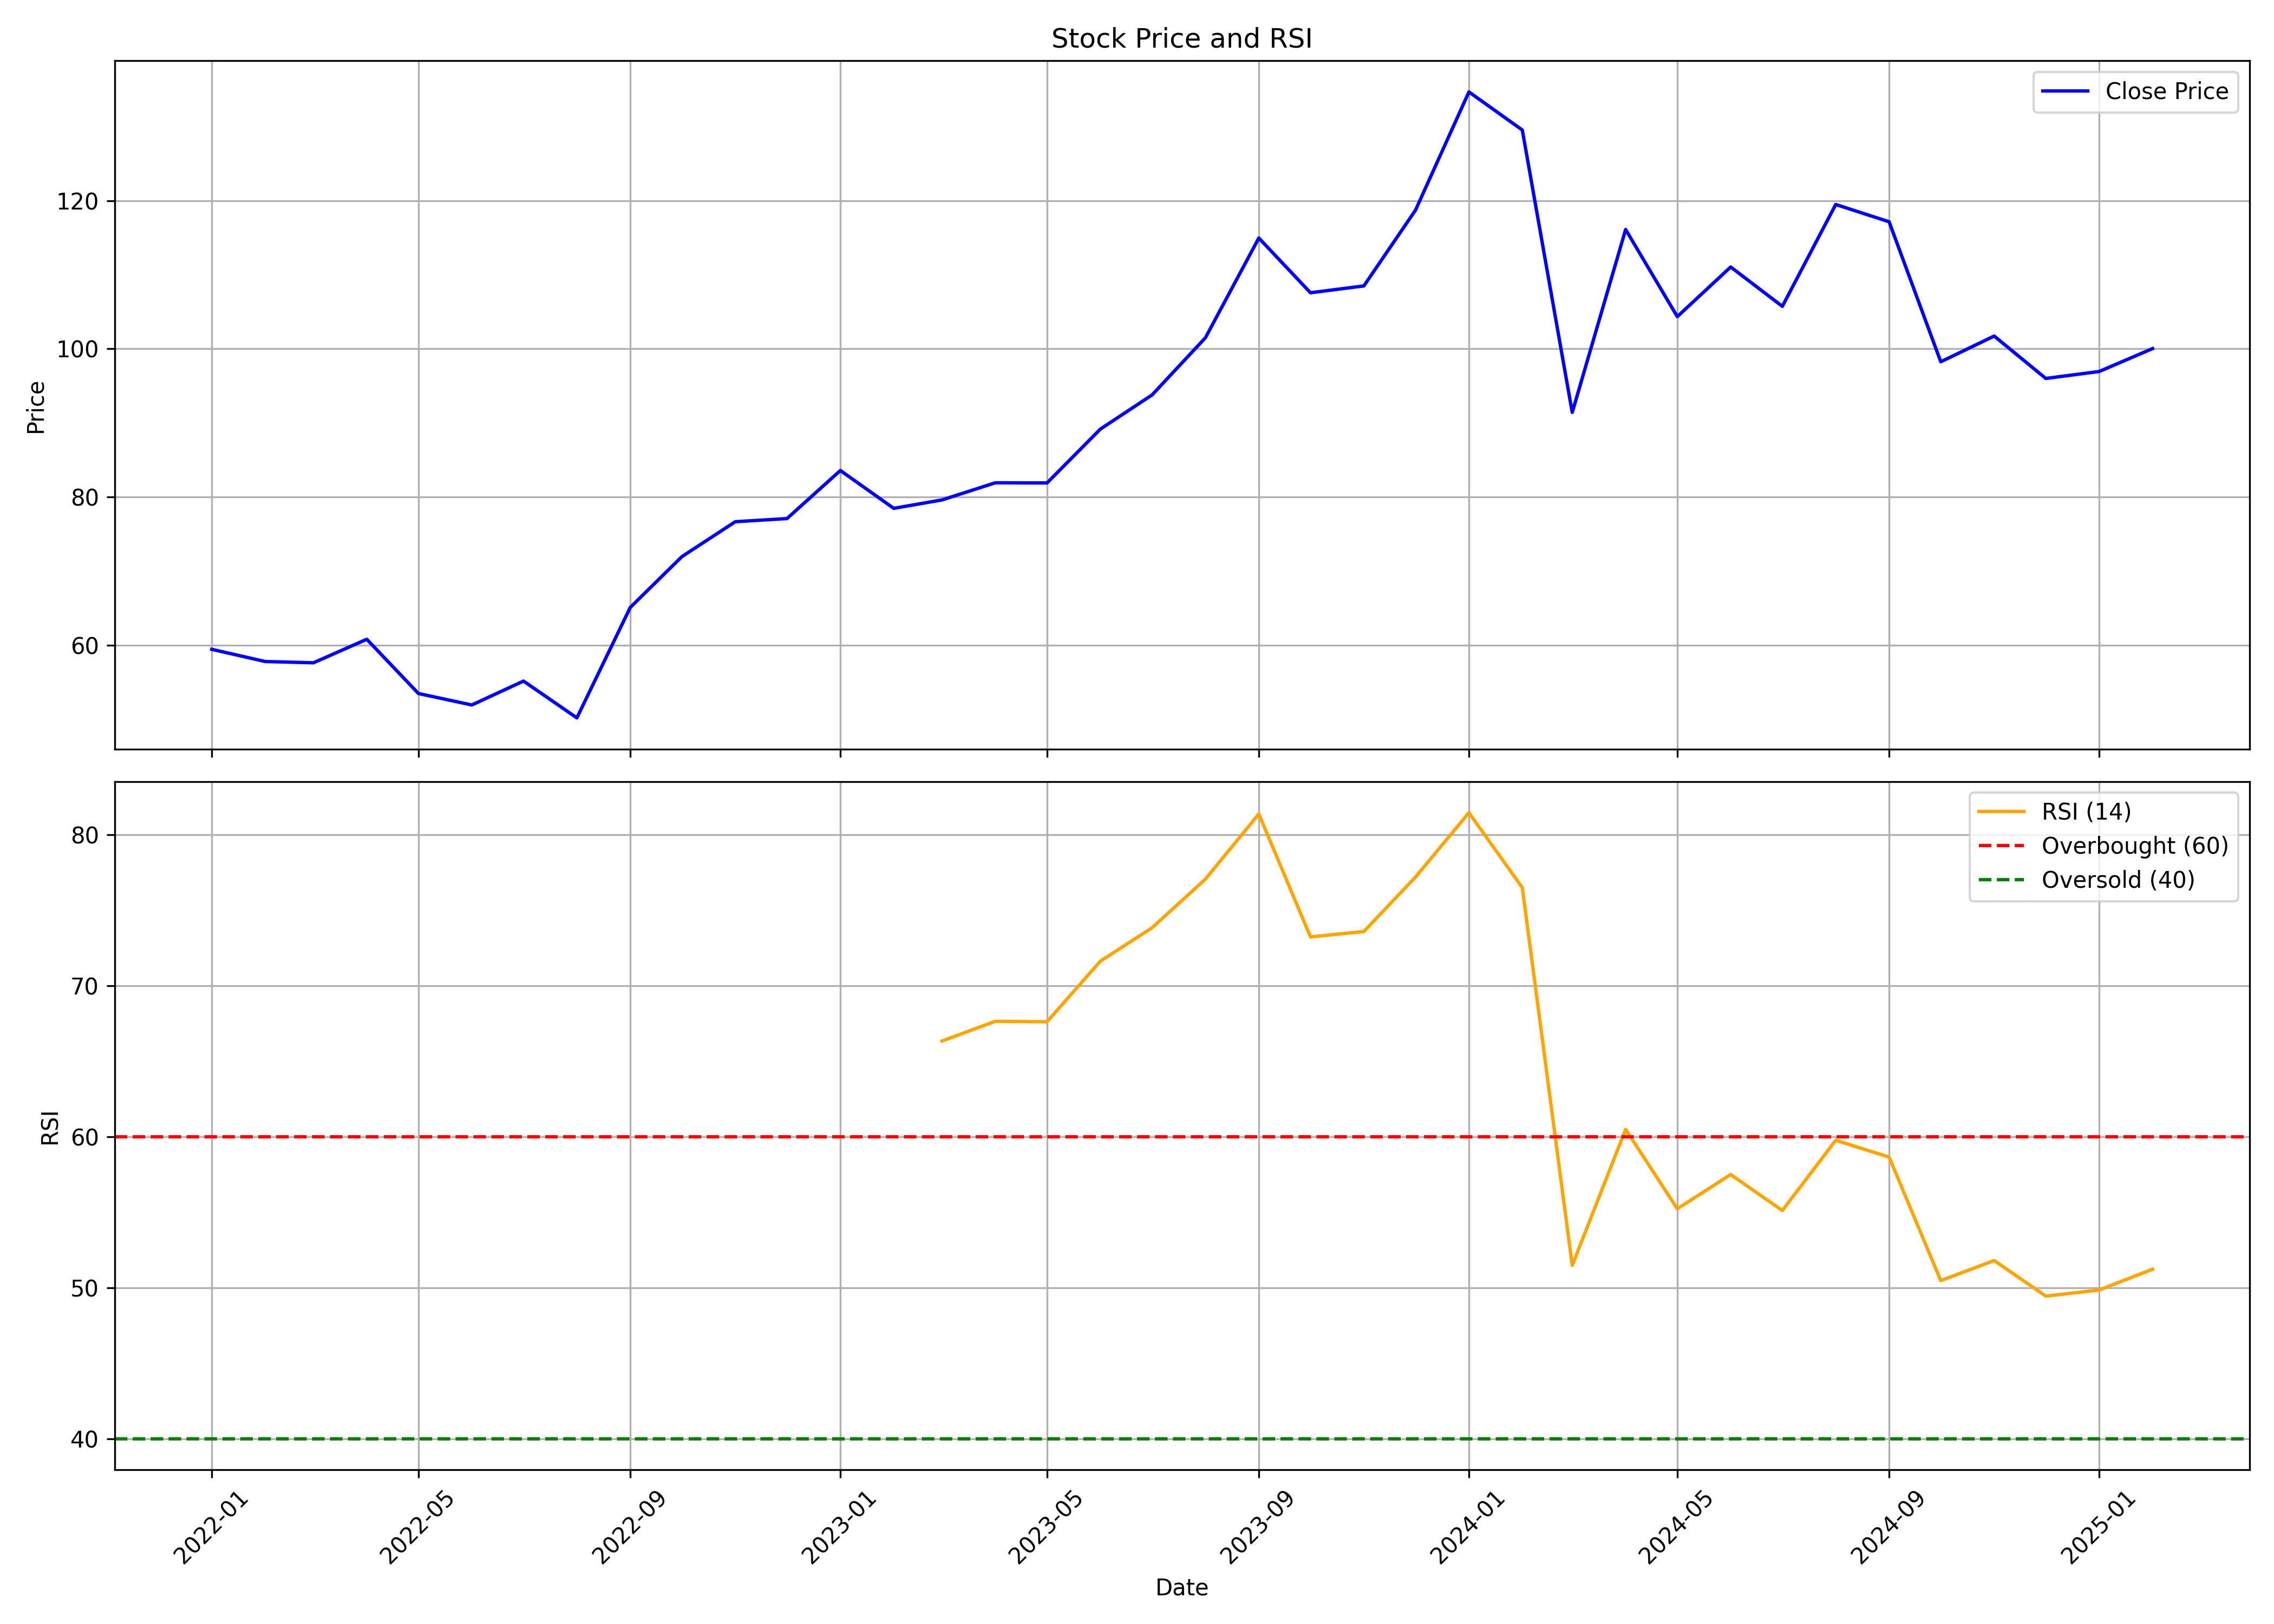 Stock Price and RSI
Close Price
Price
120
100
80
60
RSI (14)
Overbought (60)
Oversold (40)
RSI
80
70
60
50
40
2022-01
2022-05
2022-09
2023-01
2023-05
2023-09
2024-01
2024-05
2024-09
2025-01
Date